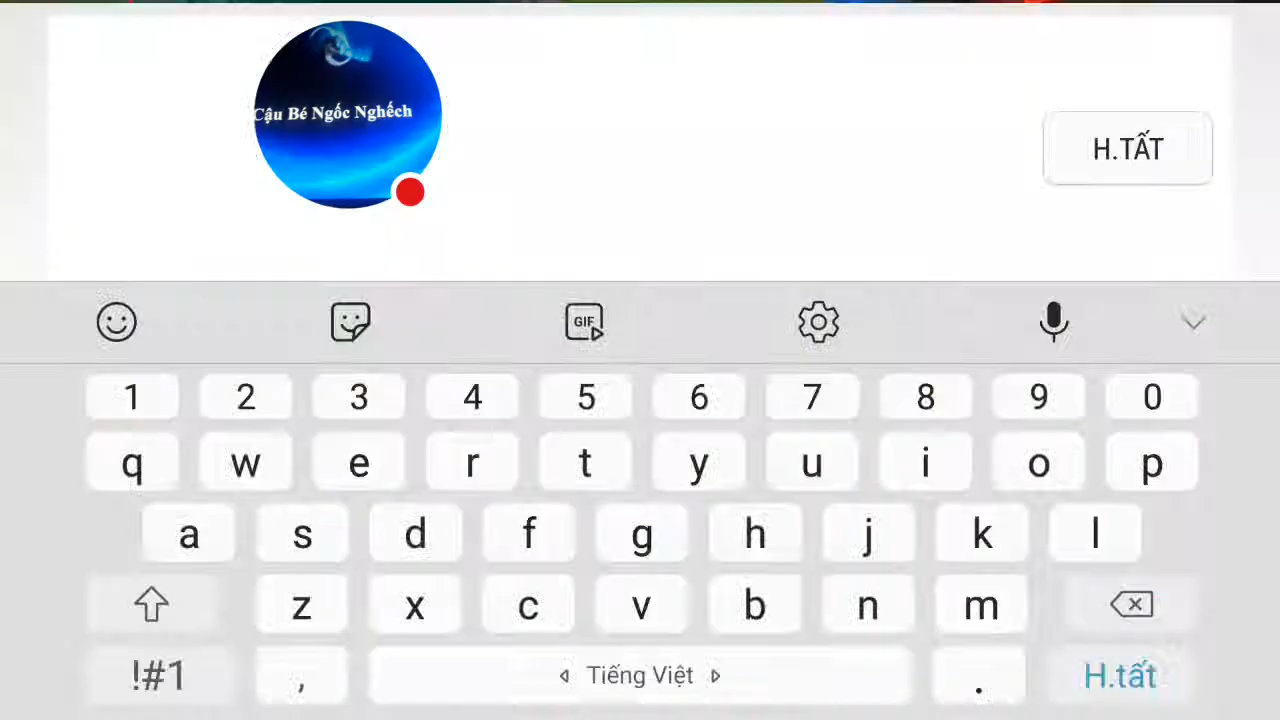 Cậu Bé Ngốc Nghếch
H.TẤT
GIF
1 2 3 4 5 6 7 8 9 0
q w e r t y u i o p
a s d f g h j k l
z x c v b n m
!#1 , Tiếng Việt . H.tất